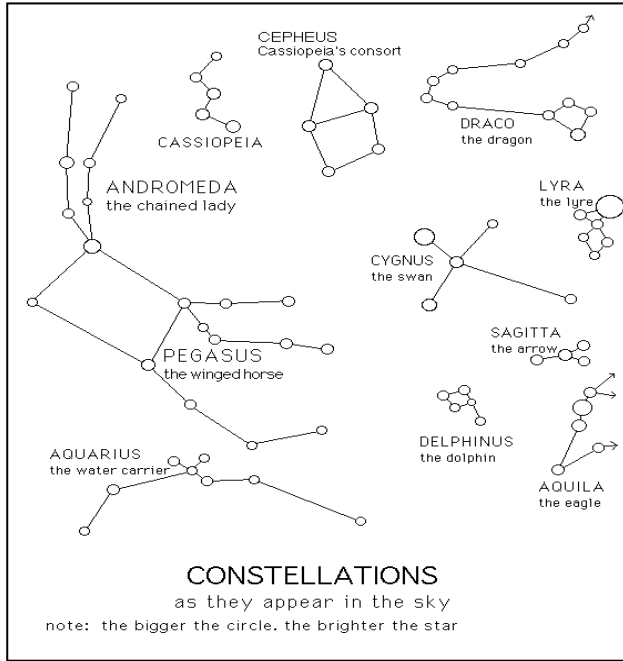 CEPHEUS
Cassiopeia's consort
CASSIOPEIA
DRACO
the dragon
ANDROMEDA
the chained lady
LYRA
the lyre
CYGNUS
the swan
SAGITTA
the arrow
PEGASUS
the winged horse
DELPHINUS
the dolphin
AQUARIUS
the water carrier
AQUILA
the eagle
CONSTELLATIONS
as they appear in the sky
note: the bigger the circle. the brighter the star